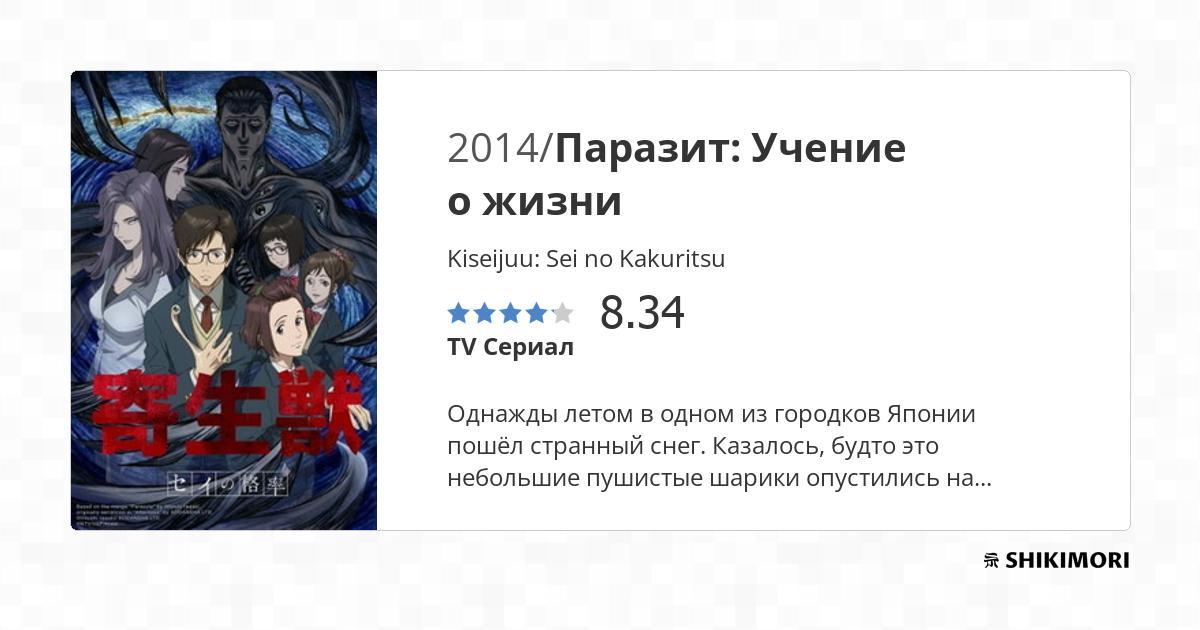 2014/Паразит: Учение
о жизни
Kiseijuu: Sei no Kakuritsu
8.34
TV Сериал
Однажды летом в одном из городков Японии
пошёл странный снег. Казалось, будто это
небольшие пушистые шарики опустились на...
寄生獣
セイの格率
SHIKIMORI